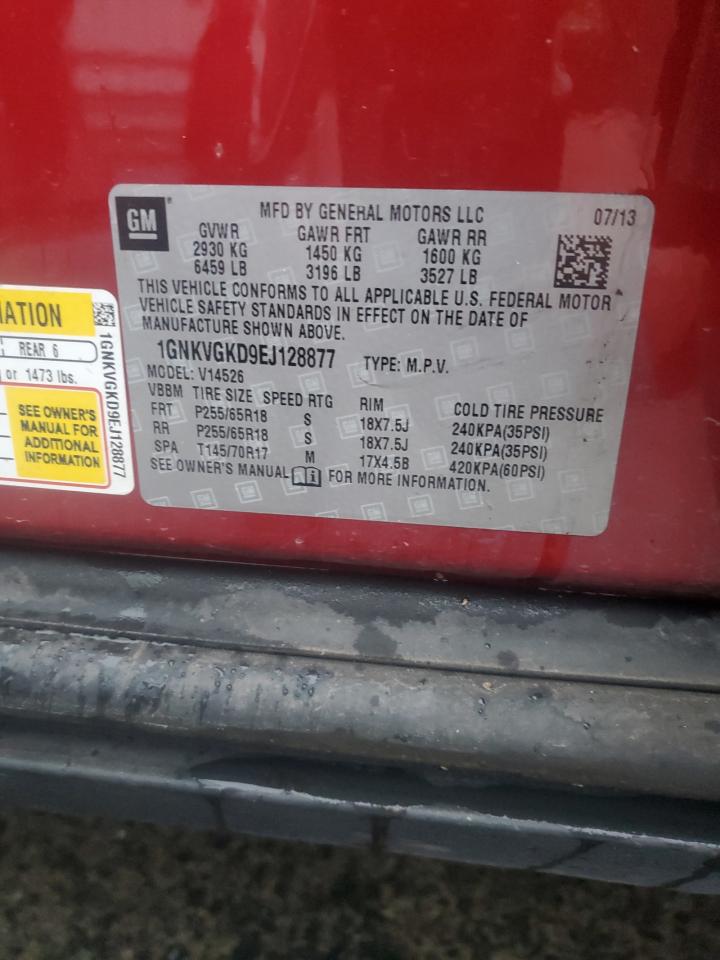 GM
MFD BY GENERAL MOTORS LLC 07/13
GVWR GAWR FRT GAWR RR
2930 KG 1450 KG 1600 KG
6459 LB 3196 LB 3527 LB
THIS VEHICLE CONFORMS TO ALL APPLICABLE U.S. FEDERAL MOTOR
VEHICLE SAFETY STANDARDS IN EFFECT ON THE DATE OF
MANUFACTURE SHOWN ABOVE.
1GNKVGKD9EJ128877 TYPE: M.P.V.
MODEL: V14526
VBBM TIRE SIZE SPEED RTG RIM COLD TIRE PRESSURE
FRT P255/65R18 S 18X7.5J 240KPA(35PSI)
RR P255/65R18 S 18X7.5J 240KPA(35PSI)
SPA T145/70R17 M 17X4.5B 420KPA(60PSI)
SEE OWNER'S MANUAL FOR MORE INFORMATION.
MATION
REAR 6
or 1473 lbs.
SEE OWNER'S
MANUAL FOR
ADDITIONAL
INFORMATION
1GNKVGKD9EJ128877